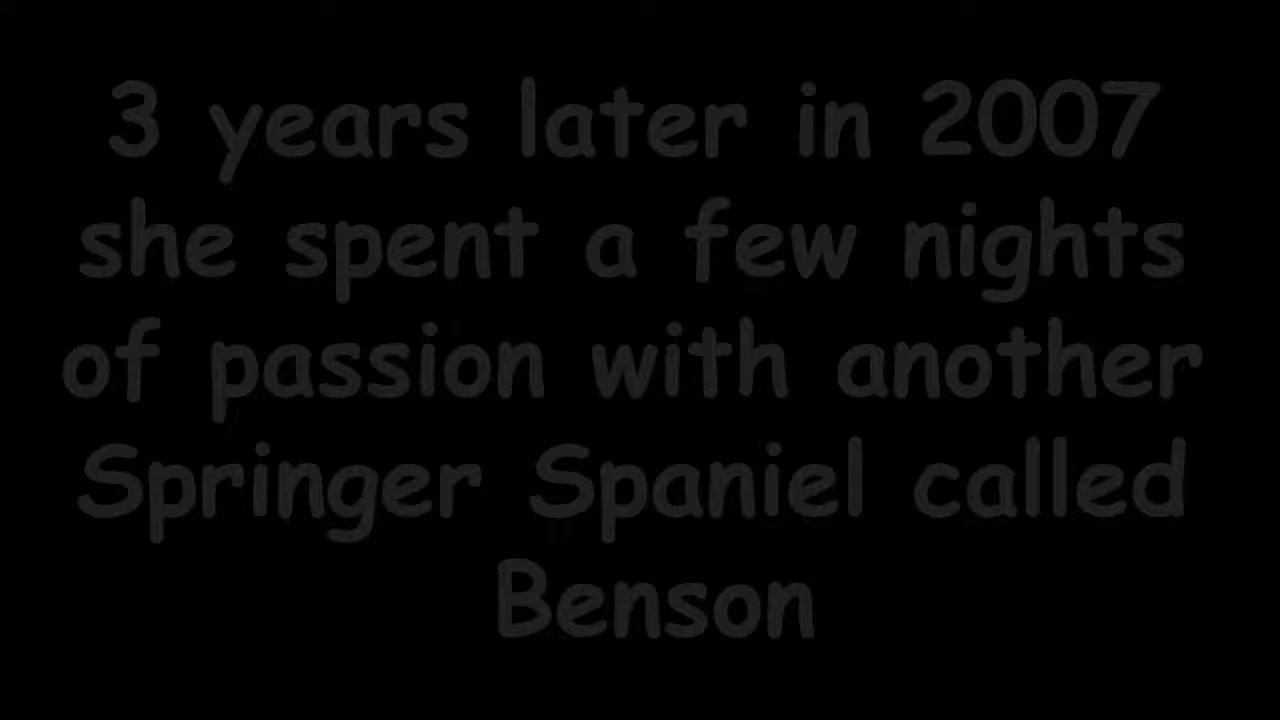 3 years later in 2007
she spent a few nights
of passion with another
Springer Spaniel called
Benson